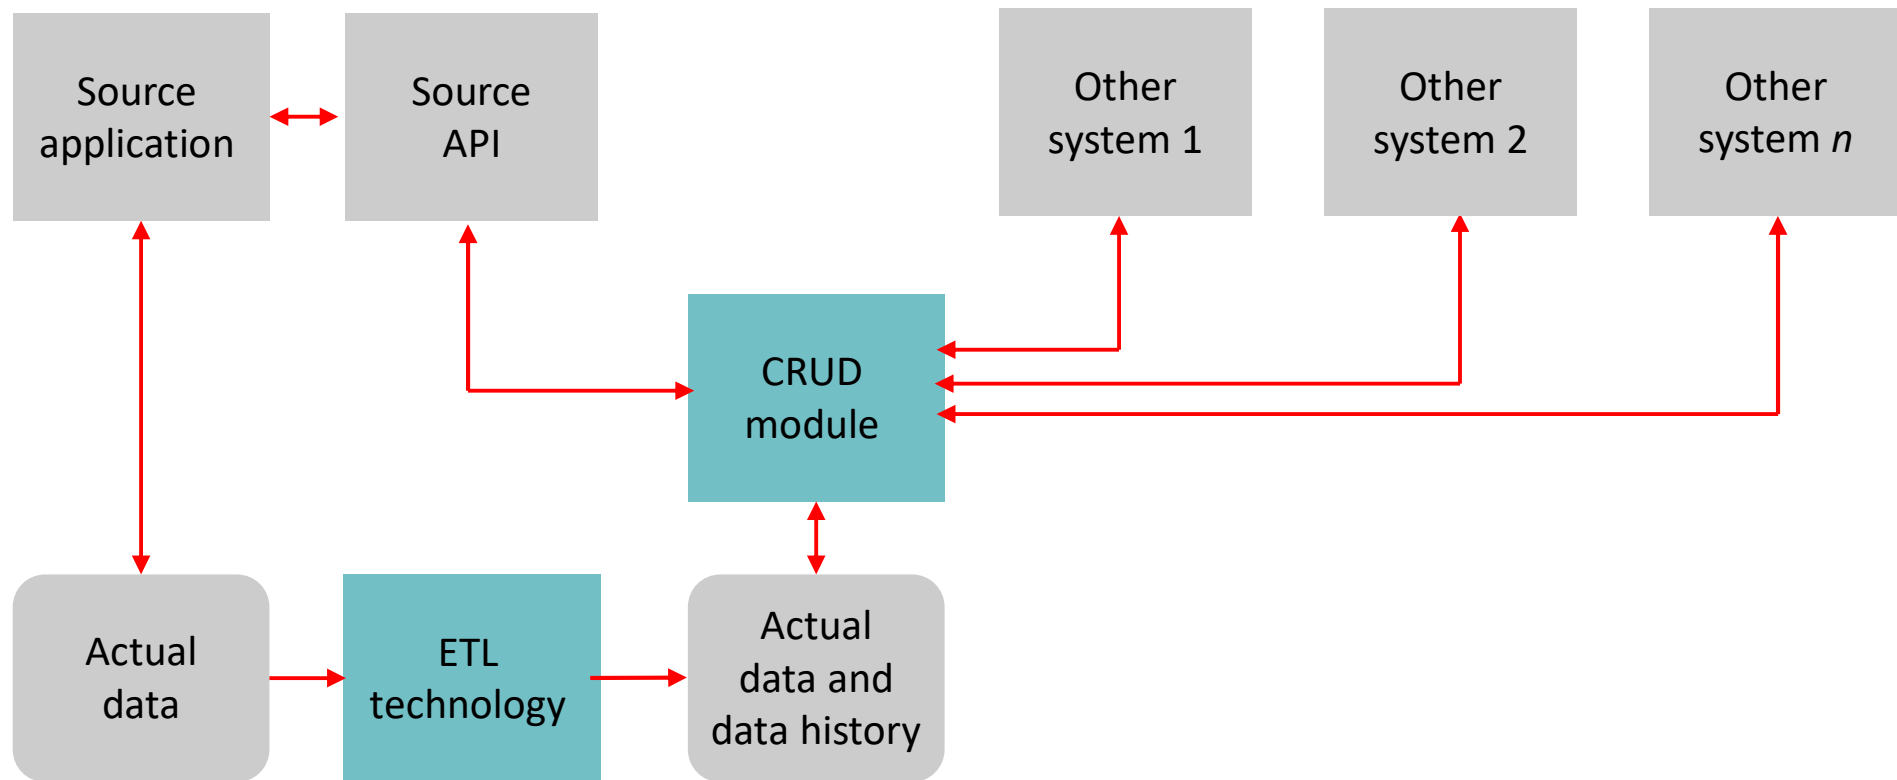 Source
application
Source
API
Other
system 1
Other
system 2
Other
system n
CRUD
module
Actual
data
ETL
technology
Actual
data and
data history